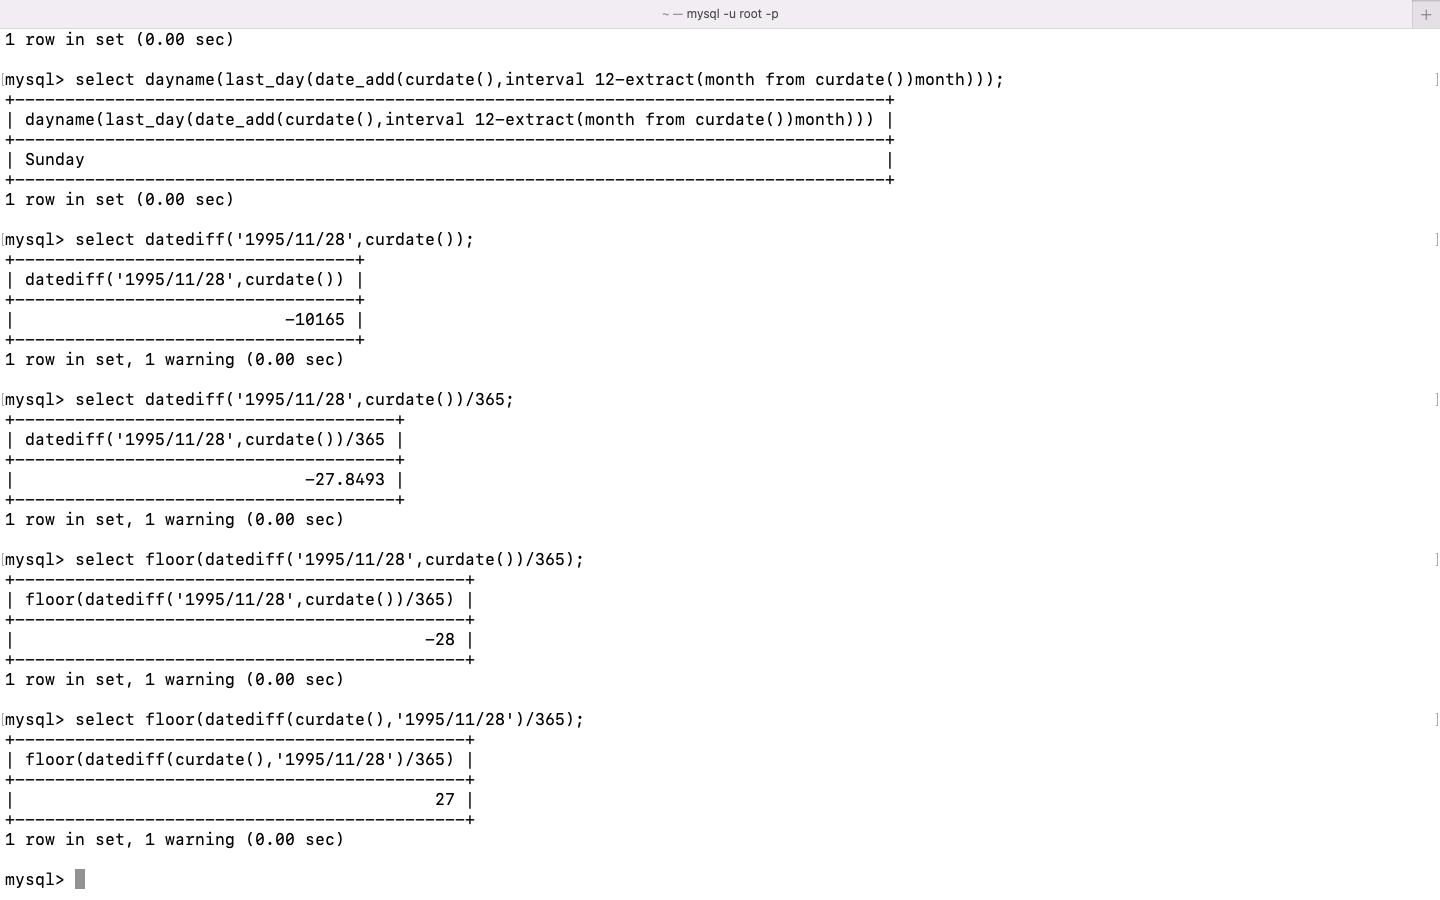 ~ — mysql -u root -p
+
1 row in set (0.00 sec)
mysql> select dayname(last_day(date_add(curdate(),interval 12-extract(month from curdate())month)));
+---------------------------------------------------------------------------------------+
| dayname(last_day(date_add(curdate(),interval 12-extract(month from curdate())month))) |
+---------------------------------------------------------------------------------------+
| Sunday                                                                                |
+---------------------------------------------------------------------------------------+
1 row in set (0.00 sec)
mysql> select datediff('1995/11/28',curdate());
+----------------------------------+
| datediff('1995/11/28',curdate()) |
+----------------------------------+
|                           -10165 |
+----------------------------------+
1 row in set, 1 warning (0.00 sec)
mysql> select datediff('1995/11/28',curdate())/365;
+--------------------------------------+
| datediff('1995/11/28',curdate())/365 |
+--------------------------------------+
|                             -27.8493 |
+--------------------------------------+
1 row in set, 1 warning (0.00 sec)
mysql> select floor(datediff('1995/11/28',curdate())/365);
+---------------------------------------------+
| floor(datediff('1995/11/28',curdate())/365) |
+---------------------------------------------+
|                                         -28 |
+---------------------------------------------+
1 row in set, 1 warning (0.00 sec)
mysql> select floor(datediff(curdate(),'1995/11/28')/365);
+---------------------------------------------+
| floor(datediff(curdate(),'1995/11/28')/365) |
+---------------------------------------------+
|                                          27 |
+---------------------------------------------+
1 row in set, 1 warning (0.00 sec)
mysql>